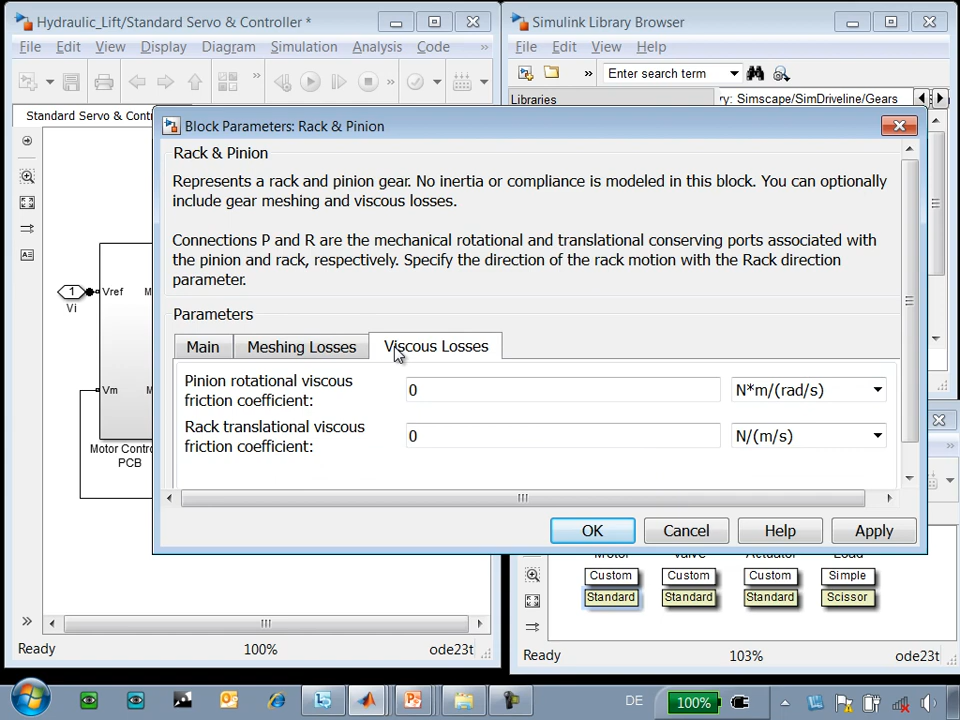 Hydraulic_Lift/Standard Servo & Controller *
File Edit View Display Diagram Simulation Analysis Code »
Standard Servo & Contr
1
Vi
Vref
M
Vm
Motor Contr
PCB
Ready 100% ode23t
Simulink Library Browser
File Edit View Help
» Enter search term
Libraries
ry: Simscape/SimDriveline/Gears
Block Parameters: Rack & Pinion
Rack & Pinion
Represents a rack and pinion gear. No inertia or compliance is modeled in this block. You can optionally
include gear meshing and viscous losses.
Connections P and R are the mechanical rotational and translational conserving ports associated with
the pinion and rack, respectively. Specify the direction of the rack motion with the Rack direction
parameter.
Parameters
Main Meshing Losses Viscous Losses
Pinion rotational viscous
friction coefficient:
0 N*m/(rad/s)
Rack translational viscous
friction coefficient:
0 N/(m/s)
OK Cancel Help Apply
Motor Valve Actuator Load
Custom Custom Custom Simple
Standard Standard Standard Scissor
Ready 103% ode23t
DE 100%